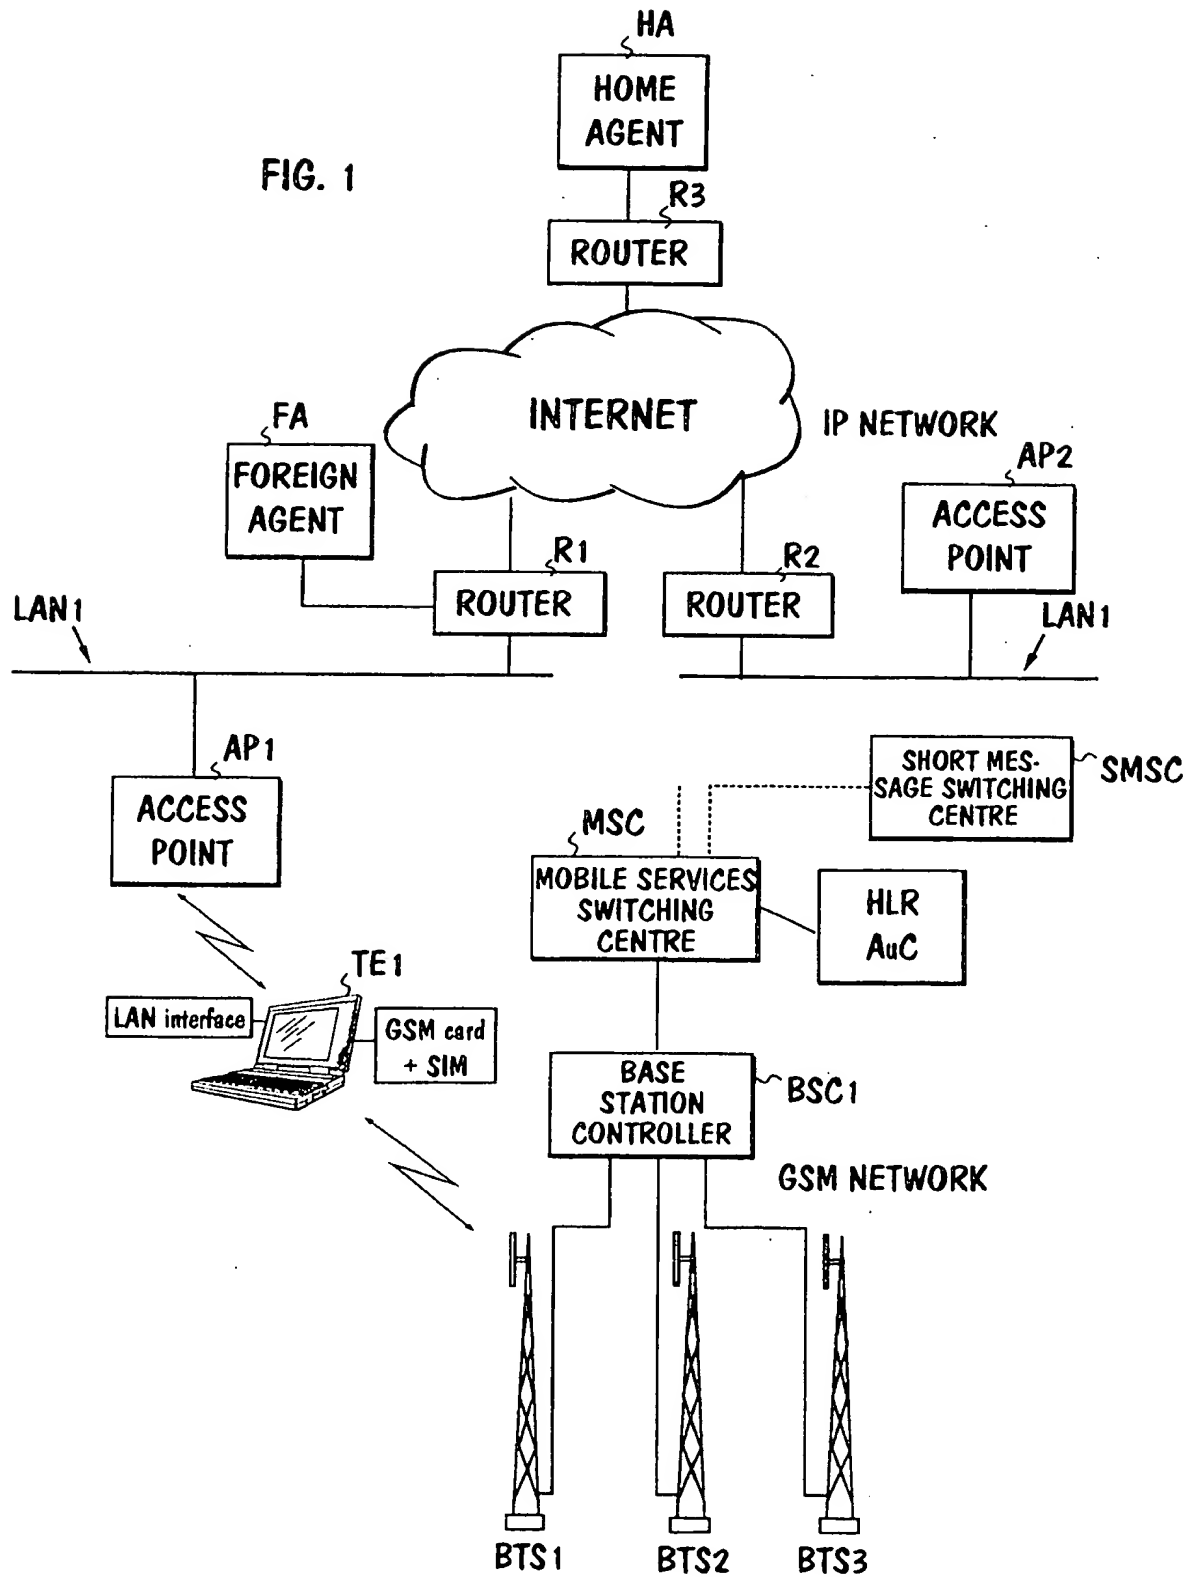 HA
HOME
AGENT
FIG. 1
R3
ROUTER
INTERNET
IP NETWORK
FA
FOREIGN
AGENT
AP2
ACCESS
POINT
R1
ROUTER
R2
ROUTER
LAN1
LAN1
AP1
ACCESS
POINT
SHORT MES-
SAGE SWITCHING
CENTRE
SMSC
MSC
MOBILE SERVICES
SWITCHING
CENTRE
HLR
AuC
TE1
LAN interface
GSM card
+ SIM
BASE
STATION
CONTROLLER
BSC1
GSM NETWORK
BTS1
BTS2
BTS3